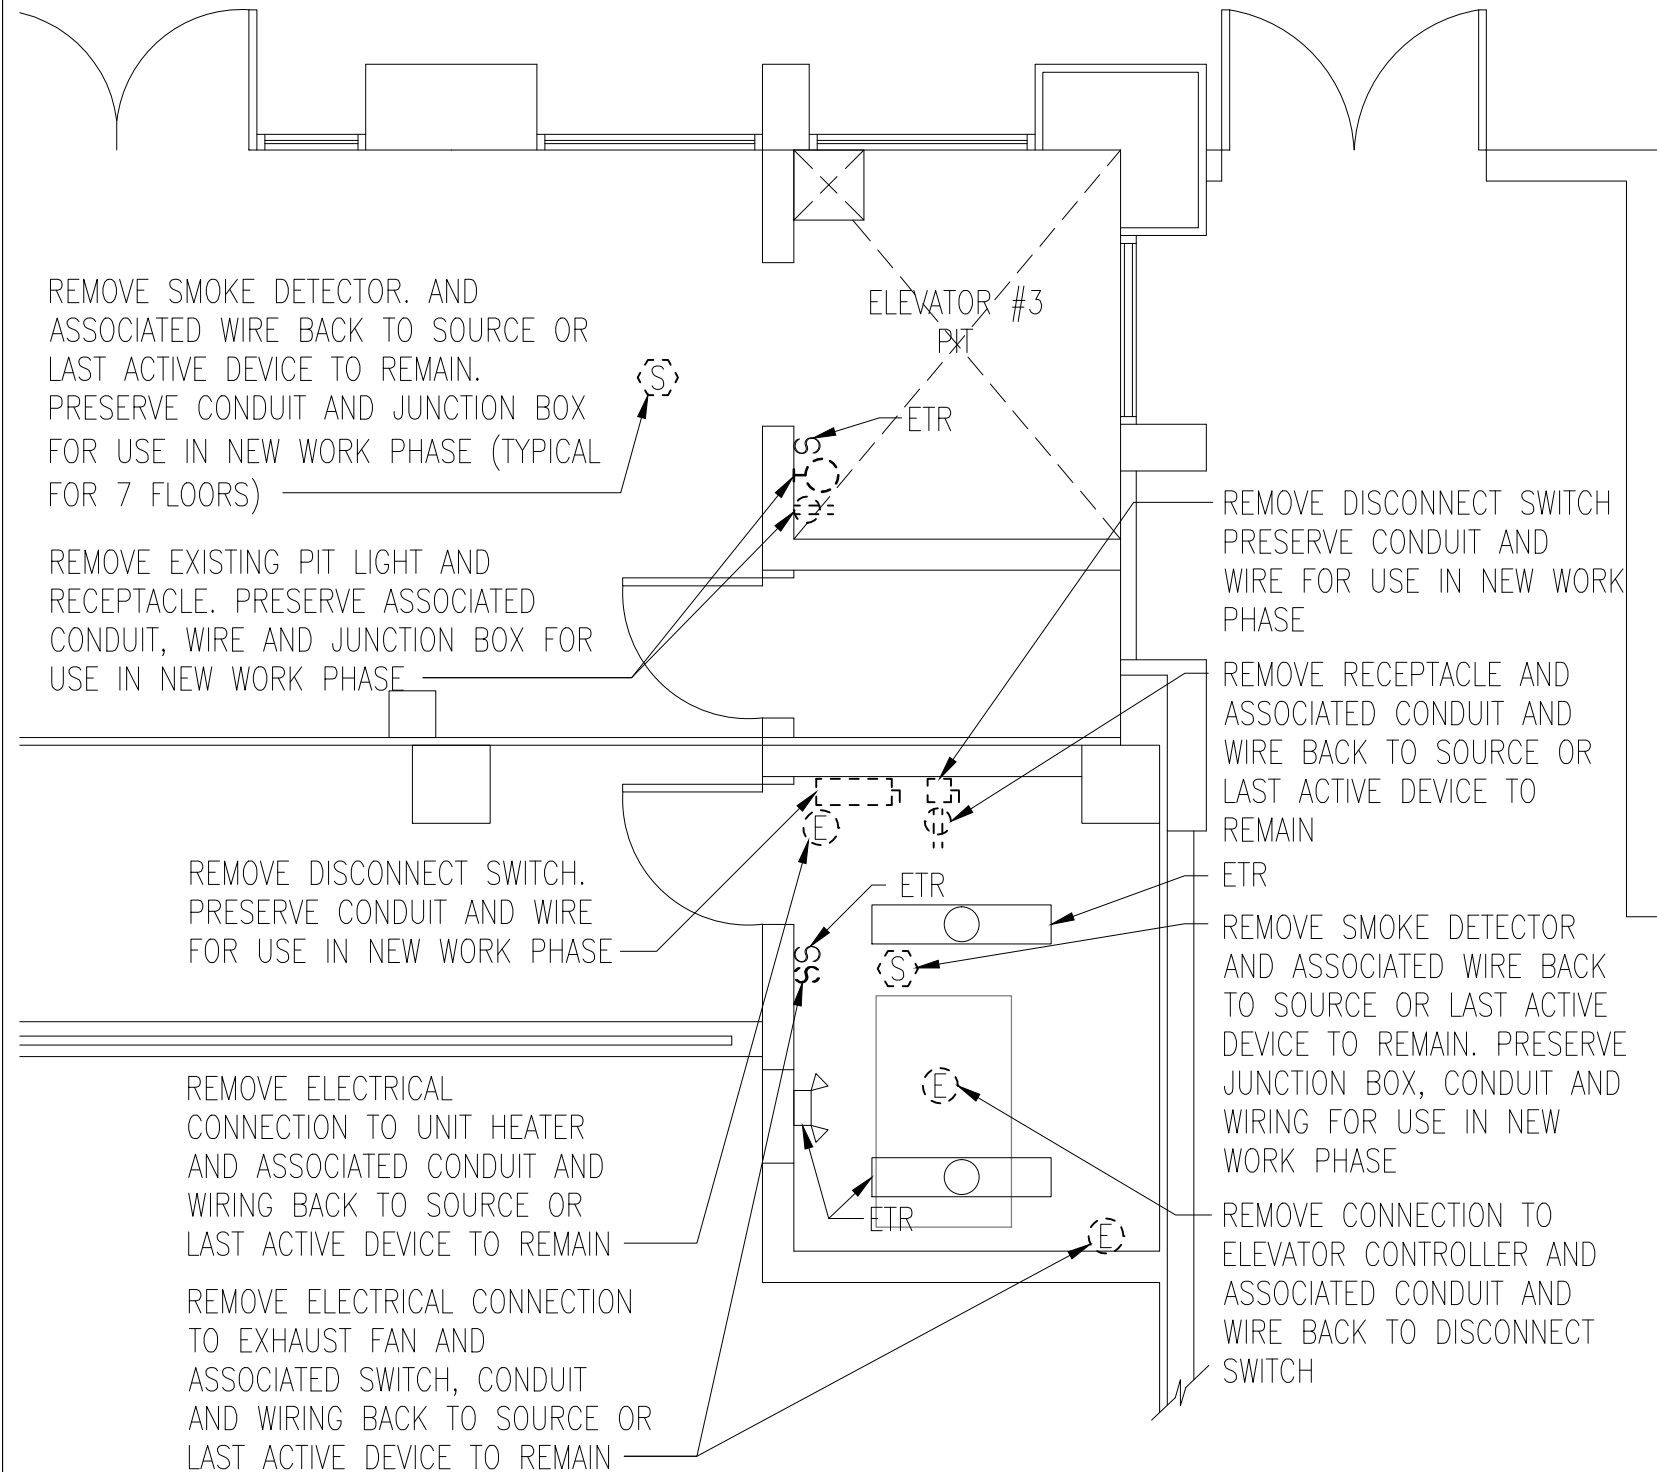 REMOVE SMOKE DETECTOR. AND
ASSOCIATED WIRE BACK TO SOURCE OR
LAST ACTIVE DEVICE TO REMAIN.
PRESERVE CONDUIT AND JUNCTION BOX
FOR USE IN NEW WORK PHASE (TYPICAL
FOR 7 FLOORS)
S
ELEVATOR #3
PIT
ETR
S
REMOVE EXISTING PIT LIGHT AND
RECEPTACLE. PRESERVE ASSOCIATED
CONDUIT, WIRE AND JUNCTION BOX FOR
USE IN NEW WORK PHASE
REMOVE DISCONNECT SWITCH
PRESERVE CONDUIT AND
WIRE FOR USE IN NEW WORK
PHASE
REMOVE RECEPTACLE AND
ASSOCIATED CONDUIT AND
WIRE BACK TO SOURCE OR
LAST ACTIVE DEVICE TO
REMAIN
E
REMOVE DISCONNECT SWITCH.
PRESERVE CONDUIT AND WIRE
FOR USE IN NEW WORK PHASE
ETR
ETR
S
S
S
REMOVE SMOKE DETECTOR
AND ASSOCIATED WIRE BACK
TO SOURCE OR LAST ACTIVE
DEVICE TO REMAIN. PRESERVE
JUNCTION BOX, CONDUIT AND
WIRING FOR USE IN NEW
WORK PHASE
E
REMOVE ELECTRICAL
CONNECTION TO UNIT HEATER
AND ASSOCIATED CONDUIT AND
WIRING BACK TO SOURCE OR
LAST ACTIVE DEVICE TO REMAIN
ETR
E
REMOVE CONNECTION TO
ELEVATOR CONTROLLER AND
ASSOCIATED CONDUIT AND
WIRE BACK TO DISCONNECT
SWITCH
REMOVE ELECTRICAL CONNECTION
TO EXHAUST FAN AND
ASSOCIATED SWITCH, CONDUIT
AND WIRING BACK TO SOURCE OR
LAST ACTIVE DEVICE TO REMAIN